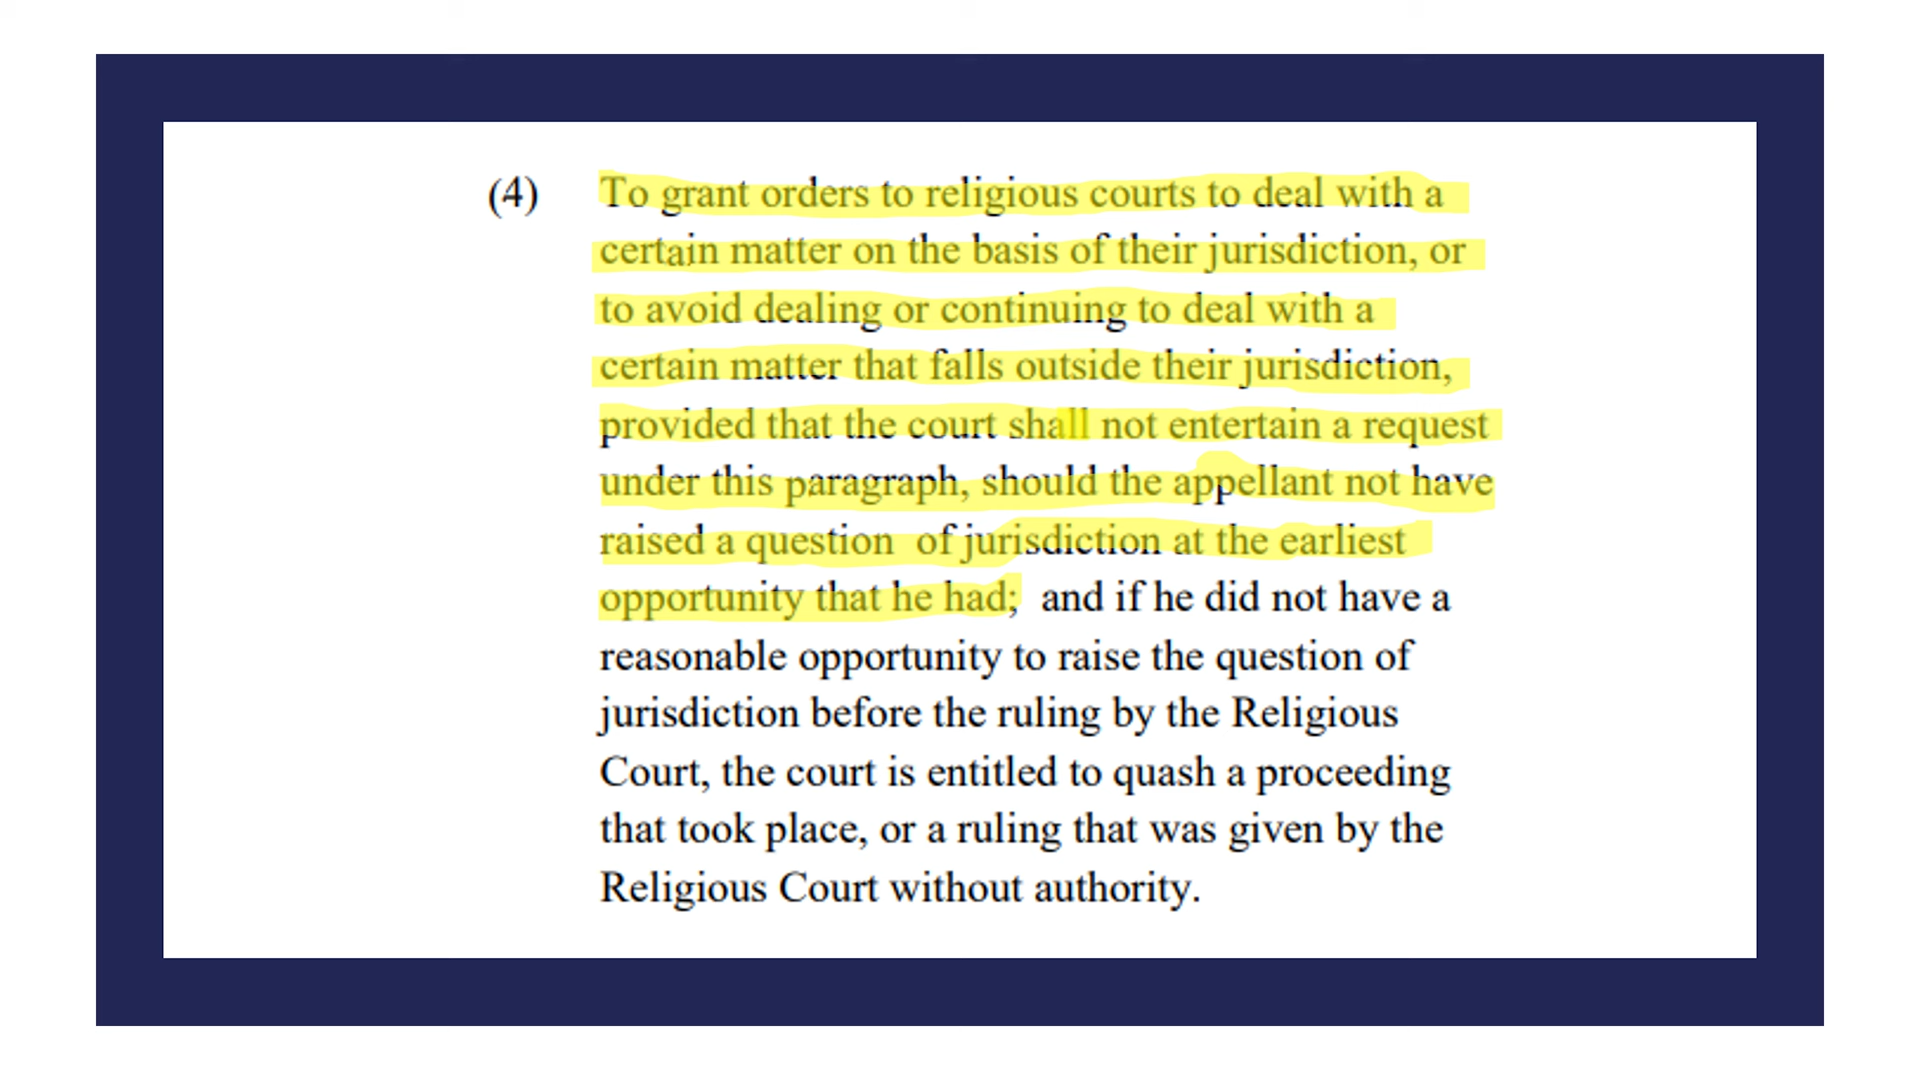 (4) To grant orders to religious courts to deal with a
certain matter on the basis of their jurisdiction, or
to avoid dealing or continuing to deal with a
certain matter that falls outside their jurisdiction,
provided that the court shall not entertain a request
under this paragraph, should the appellant not have
raised a question of jurisdiction at the earliest
opportunity that he had; and if he did not have a
reasonable opportunity to raise the question of
jurisdiction before the ruling by the Religious
Court, the court is entitled to quash a proceeding
that took place, or a ruling that was given by the
Religious Court without authority.